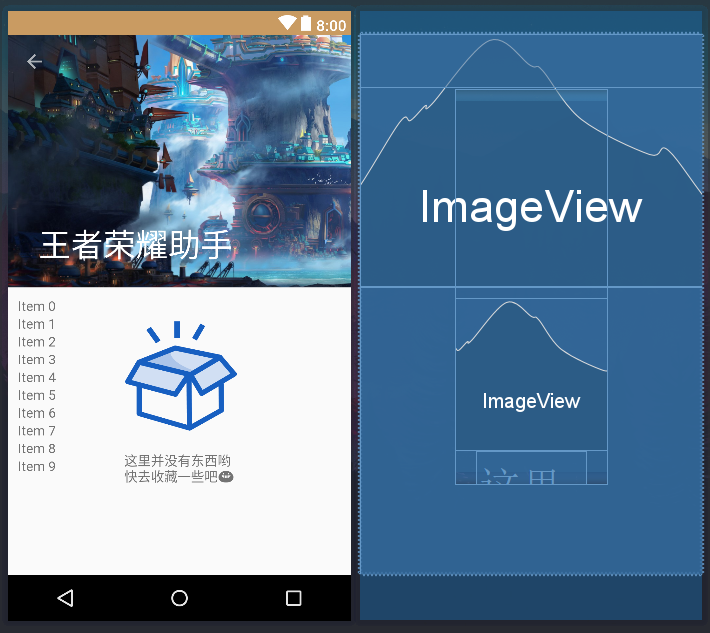 8:00
王者荣耀助手
Item 0
Item 1
Item 2
Item 3
Item 4
Item 5
Item 6
Item 7
Item 8
Item 9
这里并没有东西哟
快去收藏一些吧
ImageView
ImageView
这里